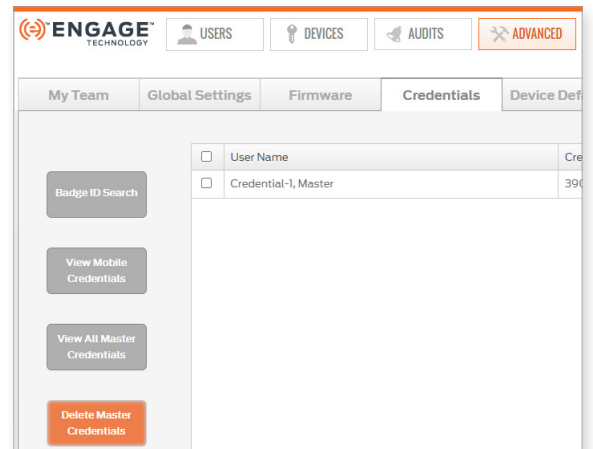 ENGAGE™
TECHNOLOGY
USERS
DEVICES
AUDITS
ADVANCED
My Team
Global Settings
Firmware
Credentials
Device Def
User Name
Cre
Credential-1, Master
390
Badge ID Search
View Mobile
Credentials
View All Master
Credentials
Delete Master
Credentials